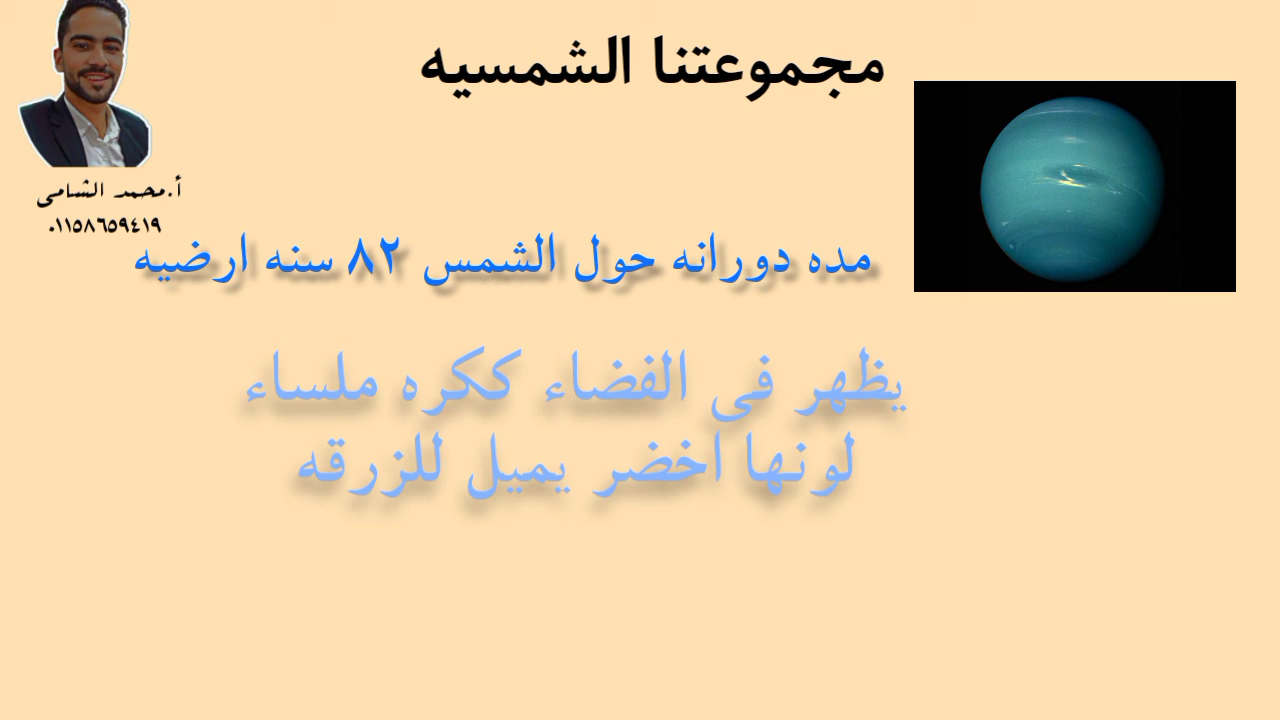 مجموعتنا الشمسيه
أ.محمد الشامى
٠١١٥٨٦٥٩٤١٩
مده دورانه حول الشمس ٨٢ سنه ارضيه
يظهر فى الفضاء ككره ملساء
لونها اخضر يميل للزرقه